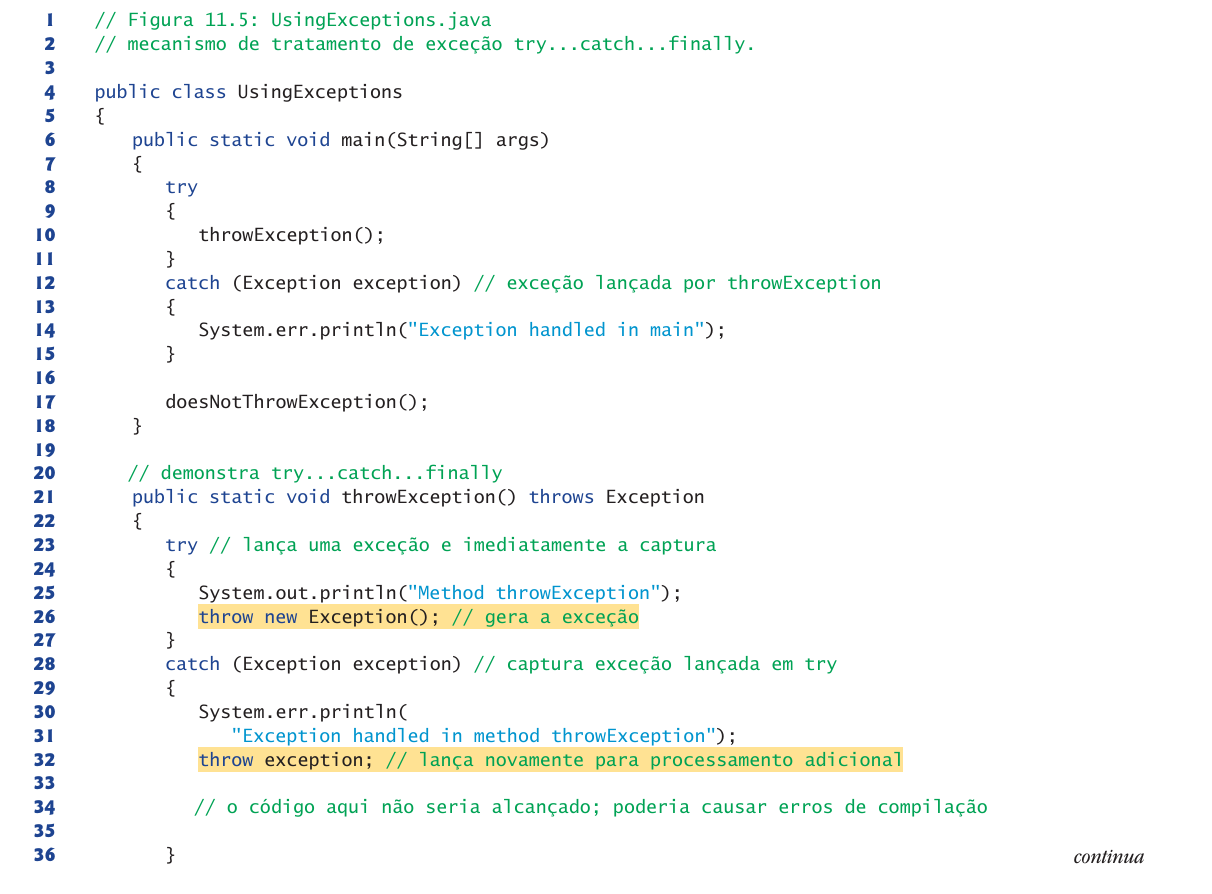 1 // Figura 11.5: UsingExceptions.java
2 // mecanismo de tratamento de exceção try...catch...finally.
3
4 public class UsingExceptions
5 {
6 public static void main(String[] args)
7 {
8 try
9 {
10 throwException();
11 }
12 catch (Exception exception) // exceção lançada por throwException
13 {
14 System.err.println("Exception handled in main");
15 }
16
17 doesNotThrowException();
18 }
19
20 // demonstra try...catch...finally
21 public static void throwException() throws Exception
22 {
23 try // lança uma exceção e imediatamente a captura
24 {
25 System.out.println("Method throwException");
26 throw new Exception(); // gera a exceção
27 }
28 catch (Exception exception) // captura exceção lançada em try
29 {
30 System.err.println(
31 "Exception handled in method throwException");
32 throw exception; // lança novamente para processamento adicional
33
34 // o código aqui não seria alcançado; poderia causar erros de compilação
35
36 } continua